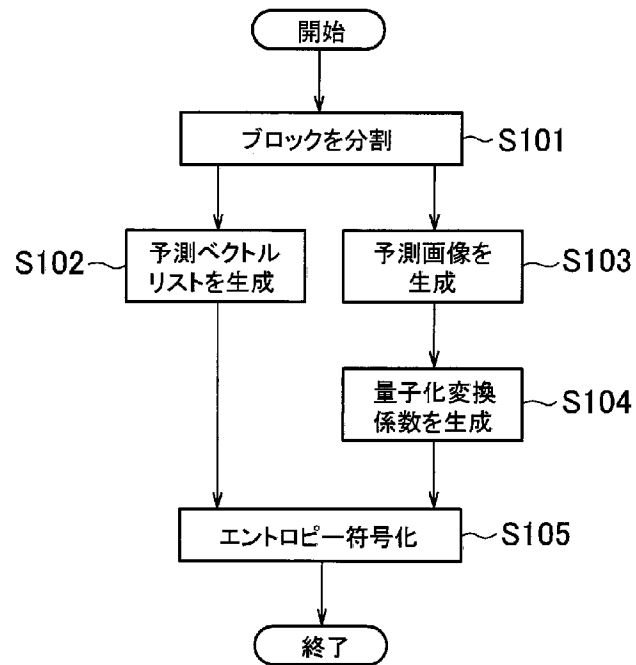 開始
ブロックを分割
S101
S102
予測ベクトル
リストを生成
予測画像を
生成
S103
量子化変換
係数を生成
S104
エントロピー符号化
S105
終了